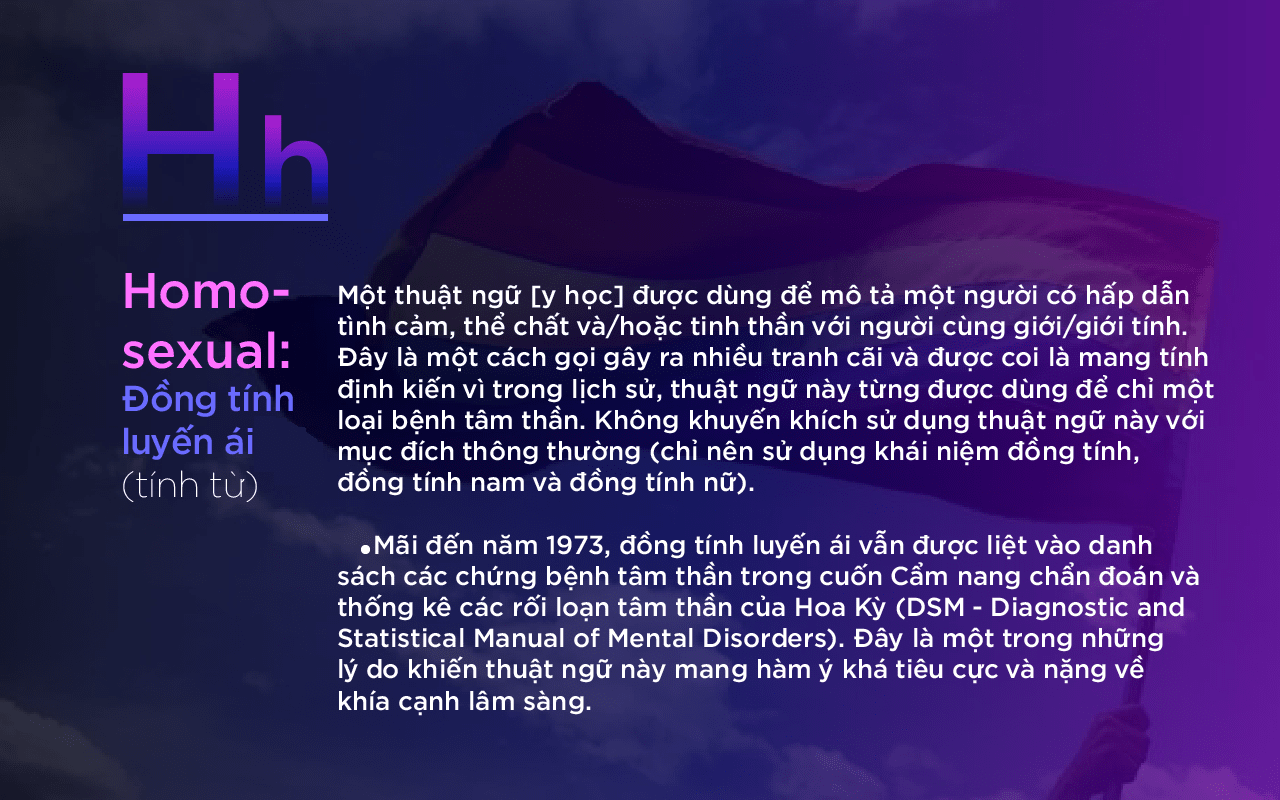 Hh
Homo-
sexual:
Đồng tính
luyến ái
(tính từ)
Một thuật ngữ [y học] được dùng để mô tả một người có hấp dẫn
tình cảm, thể chất và/hoặc tinh thần với người cùng giới/giới tính.
Đây là một cách gọi gây ra nhiều tranh cãi và được coi là mang tính
định kiến vì trong lịch sử, thuật ngữ này từng được dùng để chỉ một
loại bệnh tâm thần. Không khuyến khích sử dụng thuật ngữ này với
mục đích thông thường (chỉ nên sử dụng khái niệm đồng tính,
đồng tính nam và đồng tính nữ).
•Mãi đến năm 1973, đồng tính luyến ái vẫn được liệt vào danh
sách các chứng bệnh tâm thần trong cuốn Cẩm nang chẩn đoán và
thống kê các rối loạn tâm thần của Hoa Kỳ (DSM - Diagnostic and
Statistical Manual of Mental Disorders). Đây là một trong những
lý do khiến thuật ngữ này mang hàm ý khá tiêu cực và nặng về
khía cạnh lâm sàng.